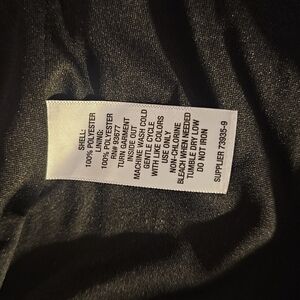 SHELL:
100% POLYESTER
LINING:
100% POLYESTER
RN# 93677
TURN GARMENT
INSIDE OUT
MACHINE WASH COLD
GENTLE CYCLE
WITH LIKE COLORS
USE ONLY
NON-CHLORINE
BLEACH WHEN NEEDED
TUMBLE DRY LOW
DO NOT IRON
SUPPLIER 73935-9